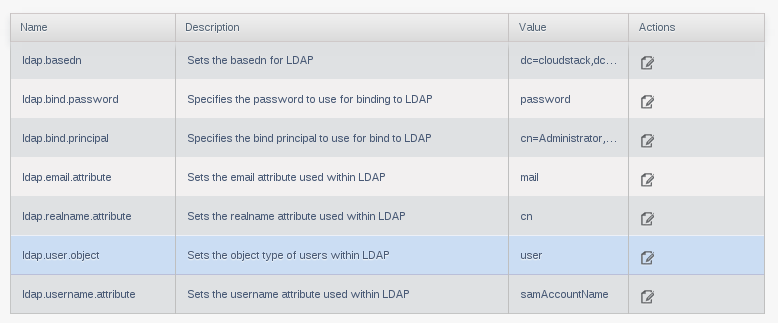 Name Description Value Actions
ldap.basedn Sets the basedn for LDAP dc=cloudstack,dc...
ldap.bind.password Specifies the password to use for binding to LDAP password
ldap.bind.principal Specifies the bind principal to use for bind to LDAP cn=Administrator,...
ldap.email.attribute Sets the email attribute used within LDAP mail
ldap.realname.attribute Sets the realname attribute used within LDAP cn
ldap.user.object Sets the object type of users within LDAP user
ldap.username.attribute Sets the username attribute used within LDAP samAccountName